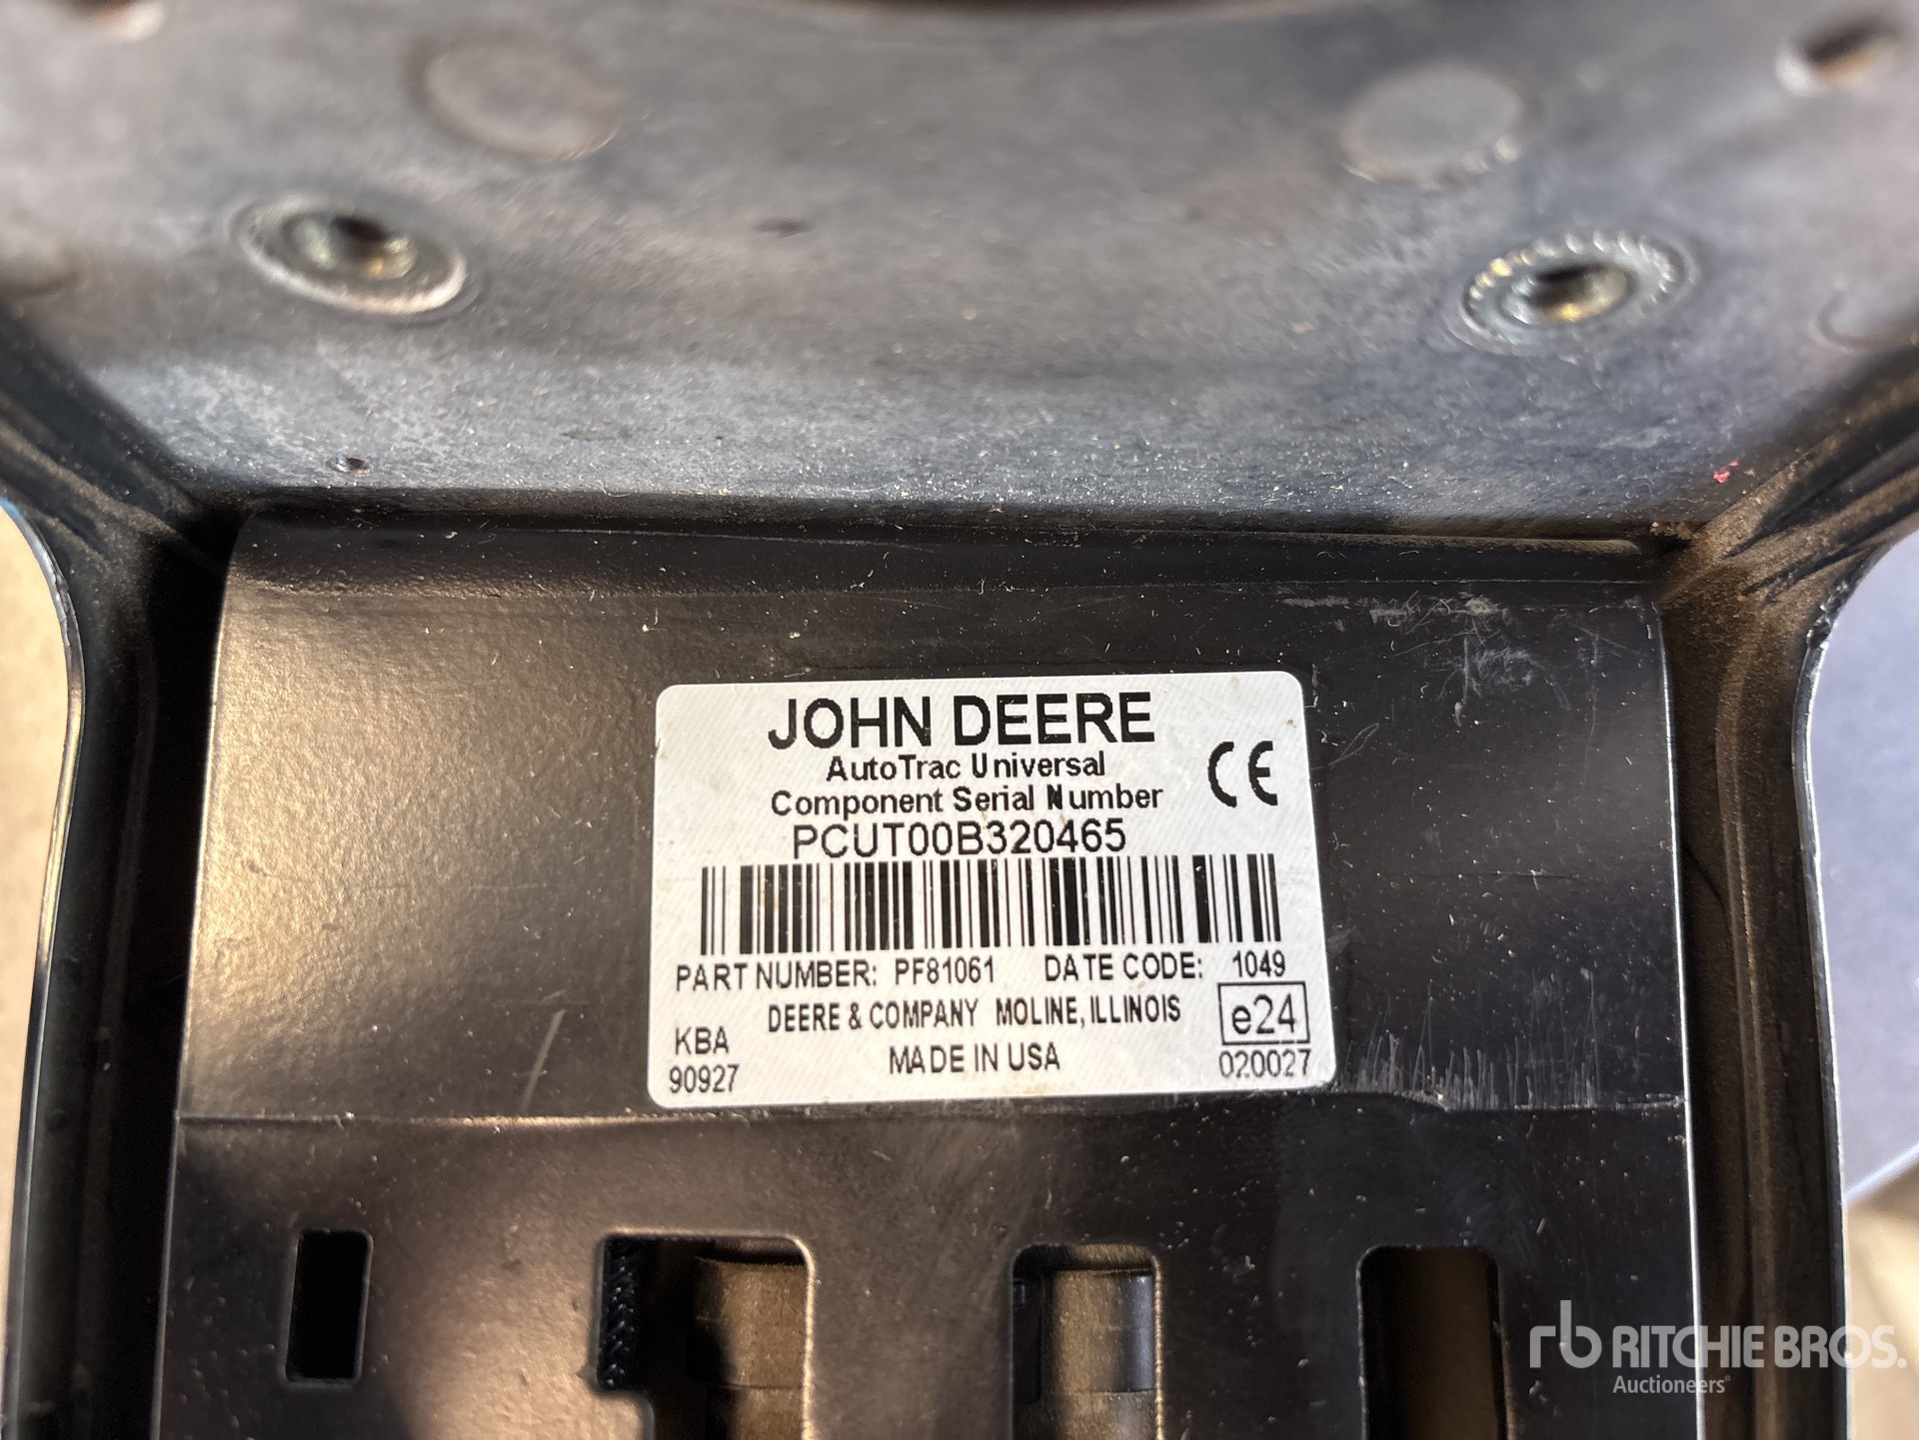 JOHN DEERE
AutoTrac Universal
Component Serial Number
CE
PCUT00B320465
PART NUMBER: PF81061 DATE CODE: 1049
DEERE & COMPANY MOLINE, ILLINOIS
e24
KBA
90927
MADE IN USA
020027
rb RITCHIE BROS.
Auctioneers®